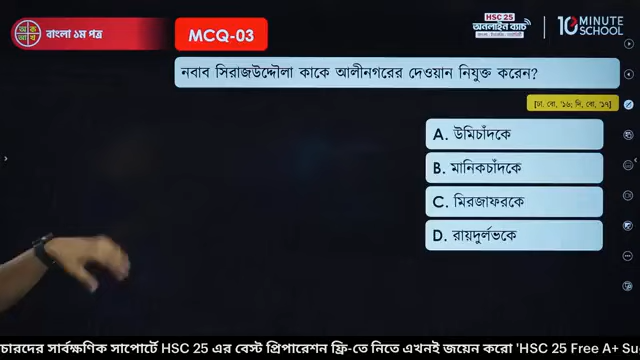 অ ক
অা খ
বাংলা ১ম পত্র
MCQ-03
HSC 25
অনলাইন ব্যাচ
বাংলা · ইংরেজি · আইসিটি
10 MINUTE SCHOOL
নবাব সিরাজউদ্দৌলা কাকে আলীনগরের দেওয়ান নিযুক্ত করেন?
[ঢা. বো. '১৬; দি. বো. '১৭]
A. উমিচাঁদকে
B. মানিকচাঁদকে
C. মিরজাফরকে
D. রায়দুর্লভকে
চারদের সার্বক্ষণিক সাপোর্টে HSC 25 এর বেস্ট প্রিপারেশন ফ্রি-তে নিতে এখনই জয়েন করো 'HSC 25 Free A+ Su